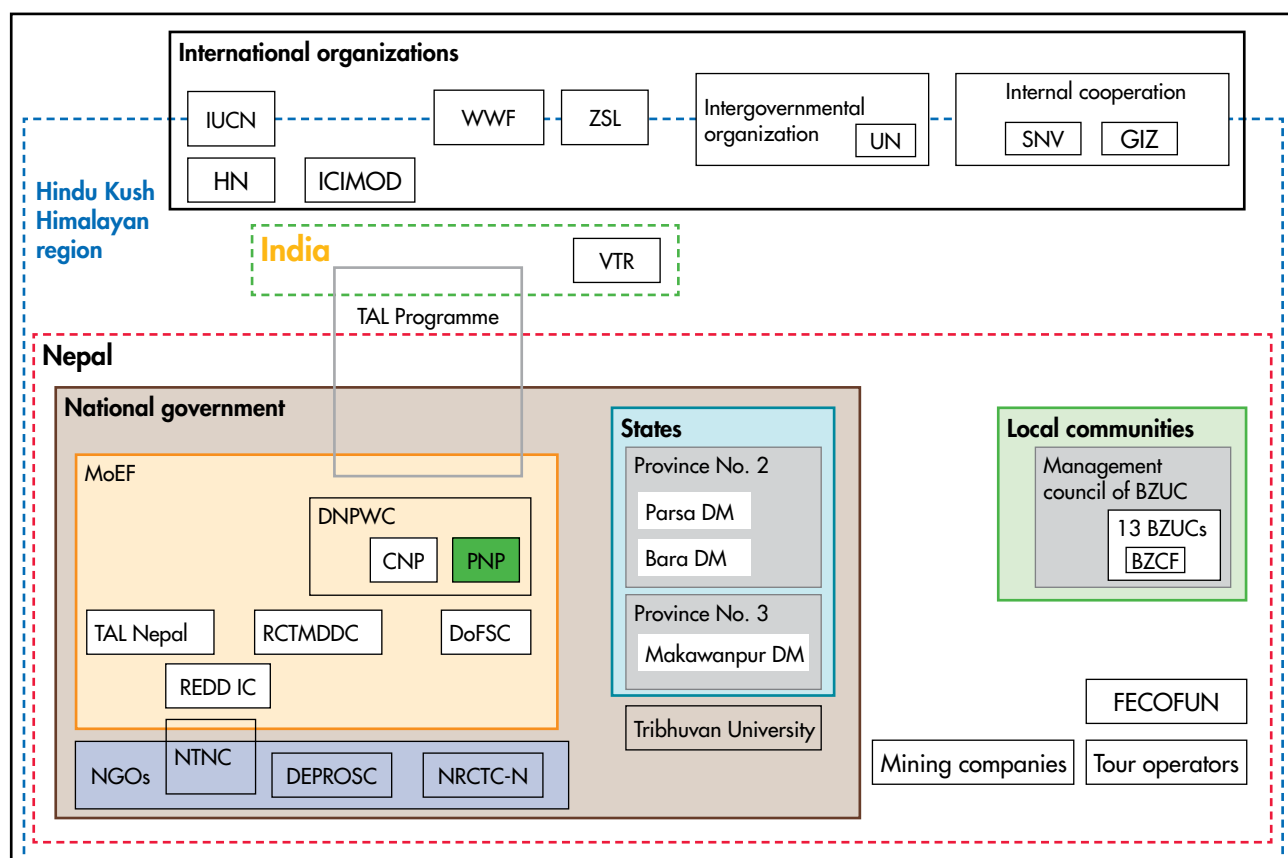 International organizations
IUCN
WWF
ZSL
Intergovernmental
organization
UN
Internal cooperation
SNV
GIZ
HN
ICIMOD
Hindu Kush
Himalayan
region
India
VTR
TAL Programme
Nepal
National government
MoEF
DNPWC
CNP
PNP
TAL Nepal
RCTMDDC
DoFSC
REDD IC
NGOs
NTNC
DEPROSC
NRCTC-N
States
Province No. 2
Parsa DM
Bara DM
Province No. 3
Makawanpur DM
Tribhuvan University
Local communities
Management
council of BZUC
13 BZUCs
BZCF
FECOFUN
Mining companies
Tour operators